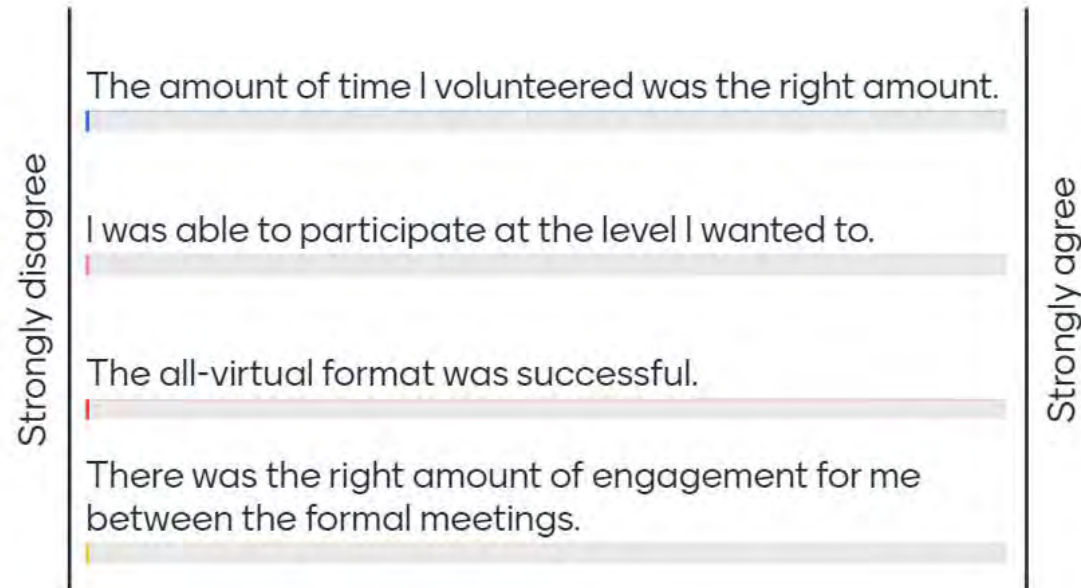 Strongly disagree
The amount of time I volunteered was the right amount.
I was able to participate at the level I wanted to.
The all-virtual format was successful.
There was the right amount of engagement for me
between the formal meetings.
Strongly agree